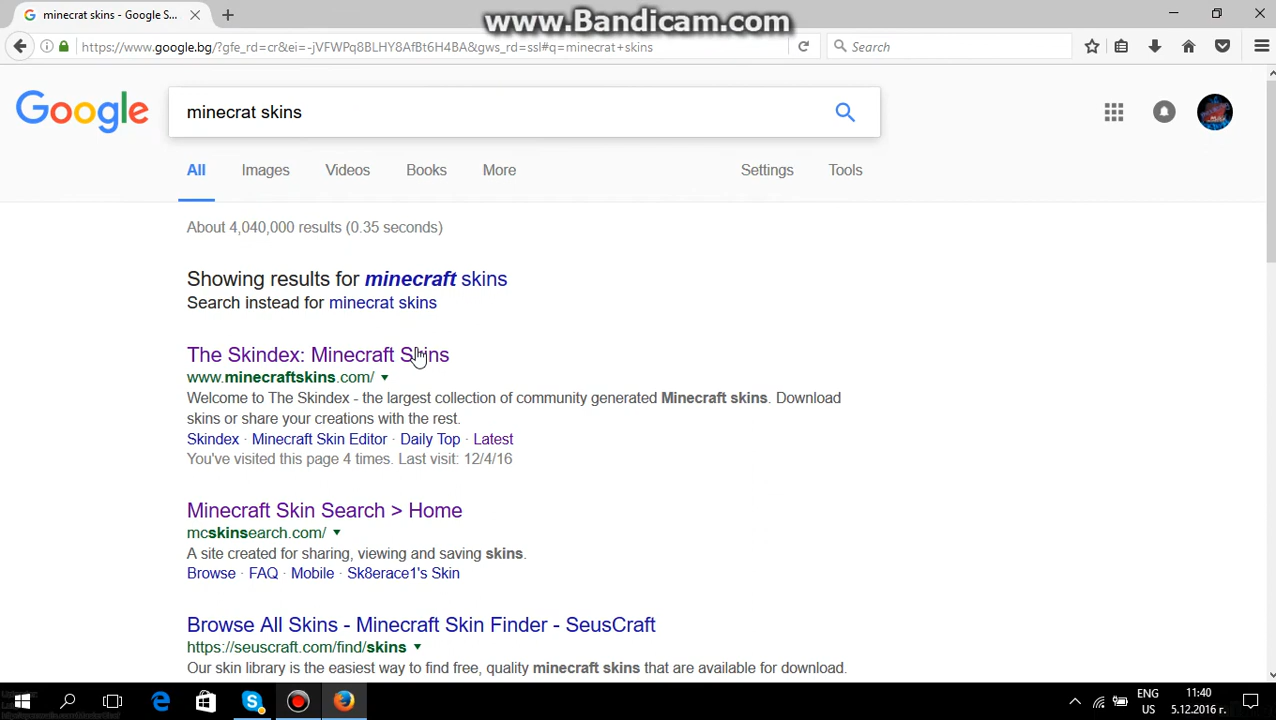 minecrat skins - Google S...
www.Bandicam.com
https://www.google.bg/?gfe_rd=cr&ei=-jVFWPq8BLHY8AfBt6H4BA&gws_rd=ssl#q=minecrat+skins
Search
Google
minecrat skins
All Images Videos Books More Settings Tools
About 4,040,000 results (0.35 seconds)
Showing results for minecraft skins
Search instead for minecrat skins
The Skindex: Minecraft Skins
www.minecraftskins.com/
Welcome to The Skindex - the largest collection of community generated Minecraft skins. Download
skins or share your creations with the rest.
Skindex · Minecraft Skin Editor · Daily Top · Latest
You've visited this page 4 times. Last visit: 12/4/16
Minecraft Skin Search > Home
mcskinsearch.com/
A site created for sharing, viewing and saving skins.
Browse · FAQ · Mobile · Sk8erace1's Skin
Browse All Skins - Minecraft Skin Finder - SeusCraft
https://seuscraft.com/find/skins
Our skin library is the easiest way to find free, quality minecraft skins that are available for download.
ENG 11:40
US 5.12.2016 г.